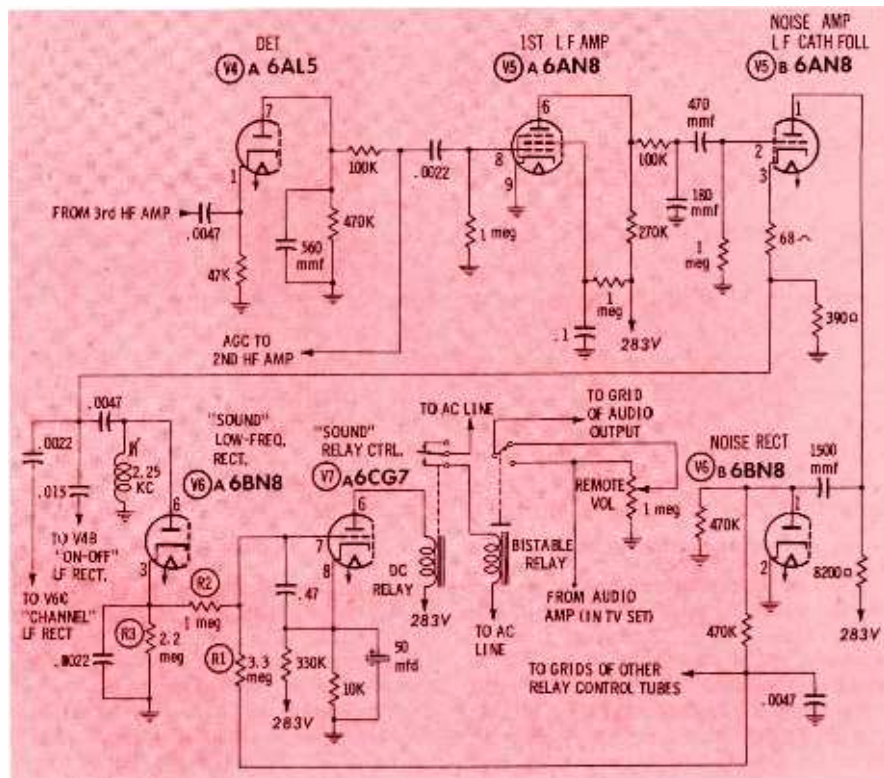 DET
V4 A 6AL5
7
1
FROM 3rd HF AMP
.0047
47K
560
mmf
470K
100K
.0022
AGC TO
2ND HF AMP
1ST LF AMP
V5 A 6AN8
6
8
9
1 meg
.1
1
meg
270K
283V
100K
470
mmf
180
mmf
1
meg
NOISE AMP
LF CATH FOLL
V5 B 6AN8
1
2
3
68
390Ω
.0047
.0022
.015
2.25
KC
TO V4B
"ON-OFF"
LF RECT.
TO V6C
"CHANNEL"
LF RECT
"SOUND"
LOW-FREQ.
RECT.
V6 A 6BN8
6
3
R3
2.2
meg
.0022
R2
1 meg
R1
3.3
meg
"SOUND"
RELAY CTRL.
V7 A 6CG7
6
7
8
.47
330K
283V
10K
50
mfd
DC
RELAY
283V
TO AC LINE
TO GRID
OF AUDIO
OUTPUT
BISTABLE
RELAY
TO AC
LINE
REMOTE
VOL
1 meg
FROM AUDIO
AMP (IN TV SET)
NOISE RECT
V6 B 6BN8
1
2
470K
1500
mmf
8200Ω
283V
470K
TO GRIDS OF OTHER
RELAY CONTROL TUBES
.0047